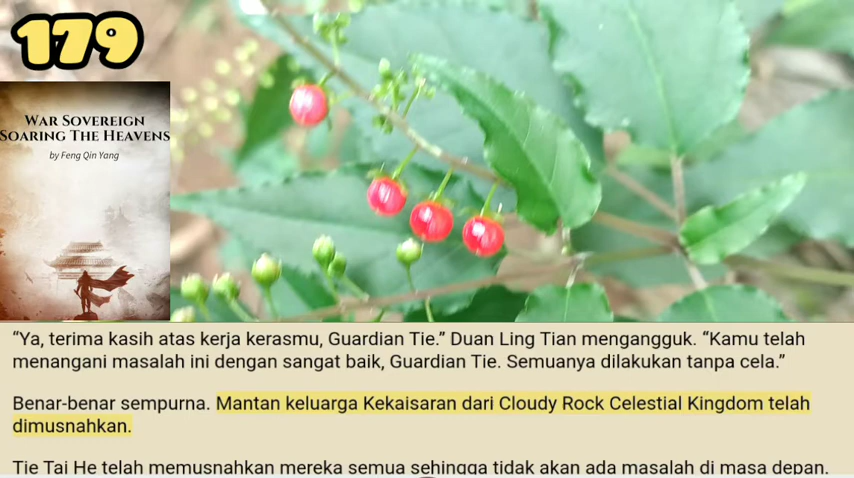 179
WAR SOVEREIGN
SOARING THE HEAVENS
by Feng Qin Yang
“Ya, terima kasih atas kerja kerasmu, Guardian Tie.” Duan Ling Tian mengangguk. “Kamu telah
menangani masalah ini dengan sangat baik, Guardian Tie. Semuanya dilakukan tanpa cela.”
Benar-benar sempurna. Mantan keluarga Kekaisaran dari Cloudy Rock Celestial Kingdom telah
dimusnahkan.
Tie Tai He telah memusnahkan mereka semua sehingga tidak akan ada masalah di masa depan.